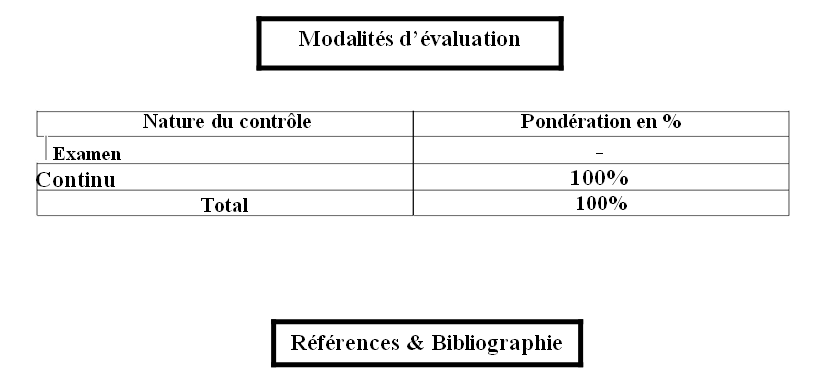 Modalités d'évaluation
Nature du contrôle Pondération en %
Examen -
Continu 100%
Total 100%
Références & Bibliographie